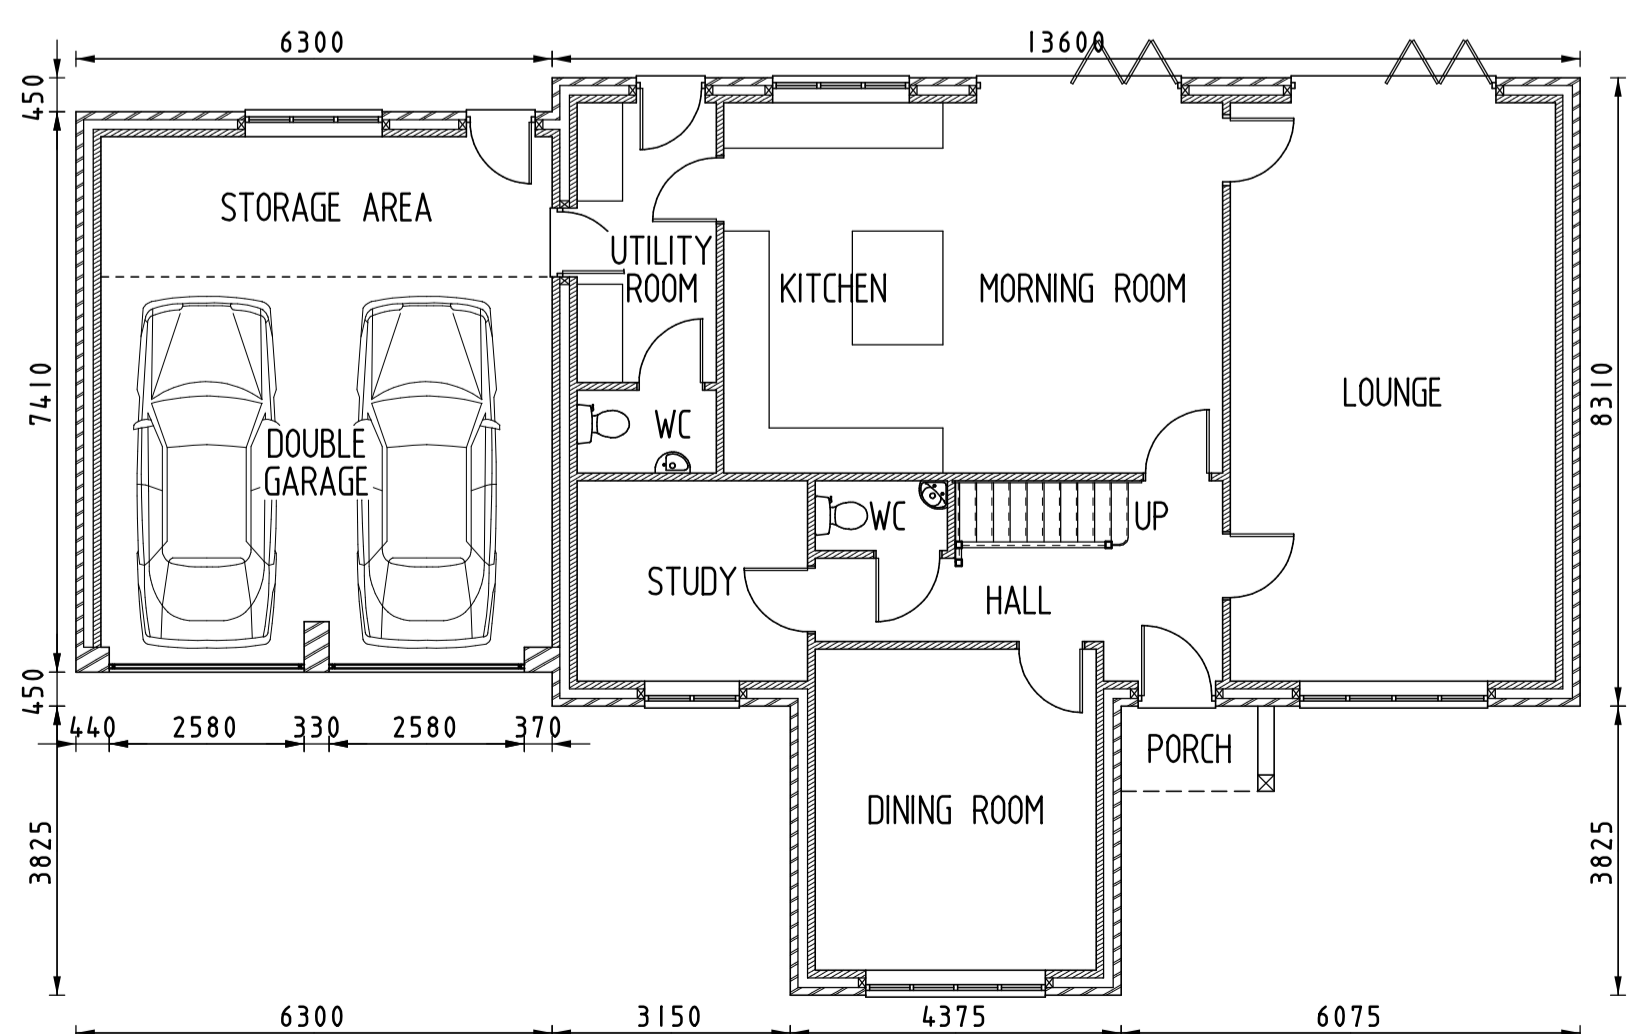 6300
13600
450
STORAGE AREA
UTILITY
ROOM
KITCHEN
MORNING ROOM
7410
LOUNGE
8310
DOUBLE
GARAGE
WC
WC
UP
STUDY
HALL
450
440
2580
330
2580
370
PORCH
DINING ROOM
3825
3825
6300
3150
4375
6075